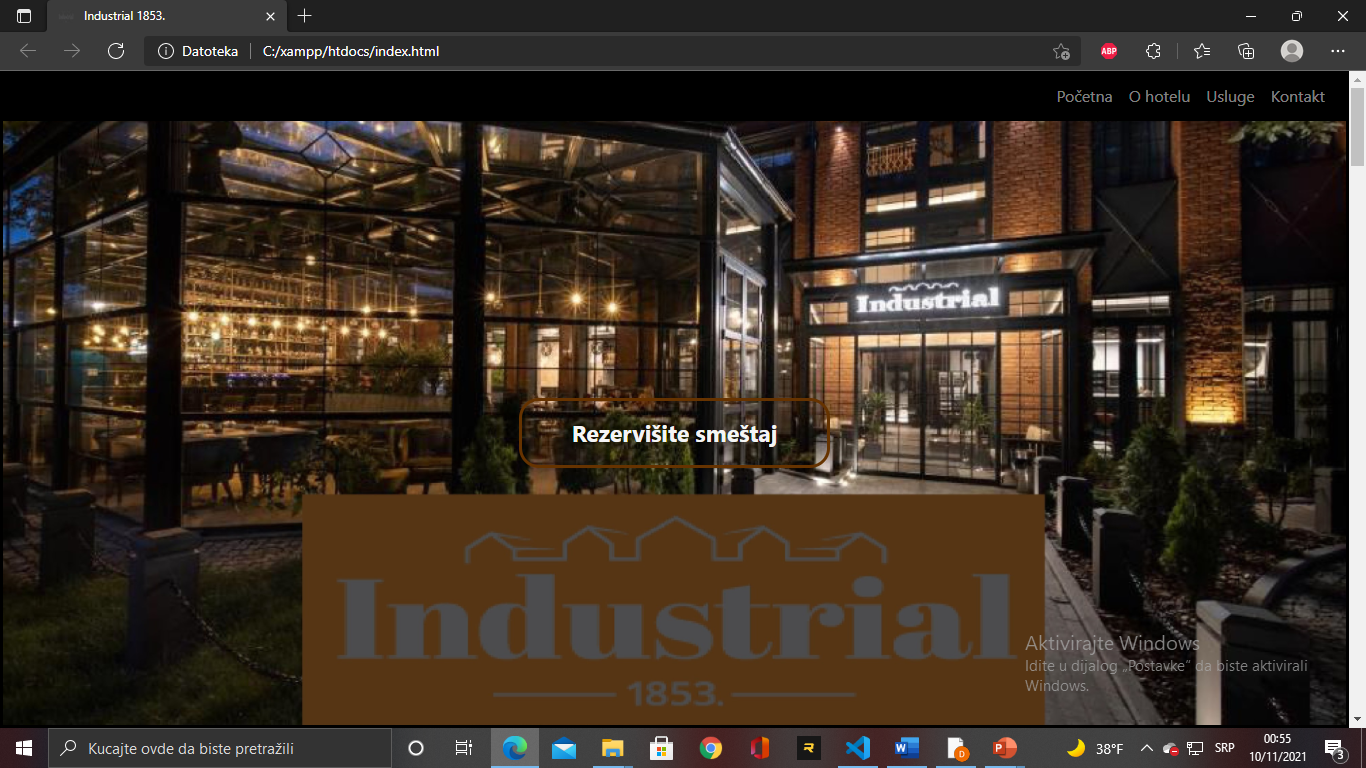 Industrial 1853.
Datoteka
C:/xampp/htdocs/index.html
ABP
Početna O hotelu Usluge Kontakt
Industrial
Rezervišite smeštaj
Industrial
1853.
Aktivirajte Windows
Idite u dijalog „Postavke“ da biste aktivirali
Windows.
Kucajte ovde da biste pretražili
38°F
SRP
00:55
10/11/2021
3